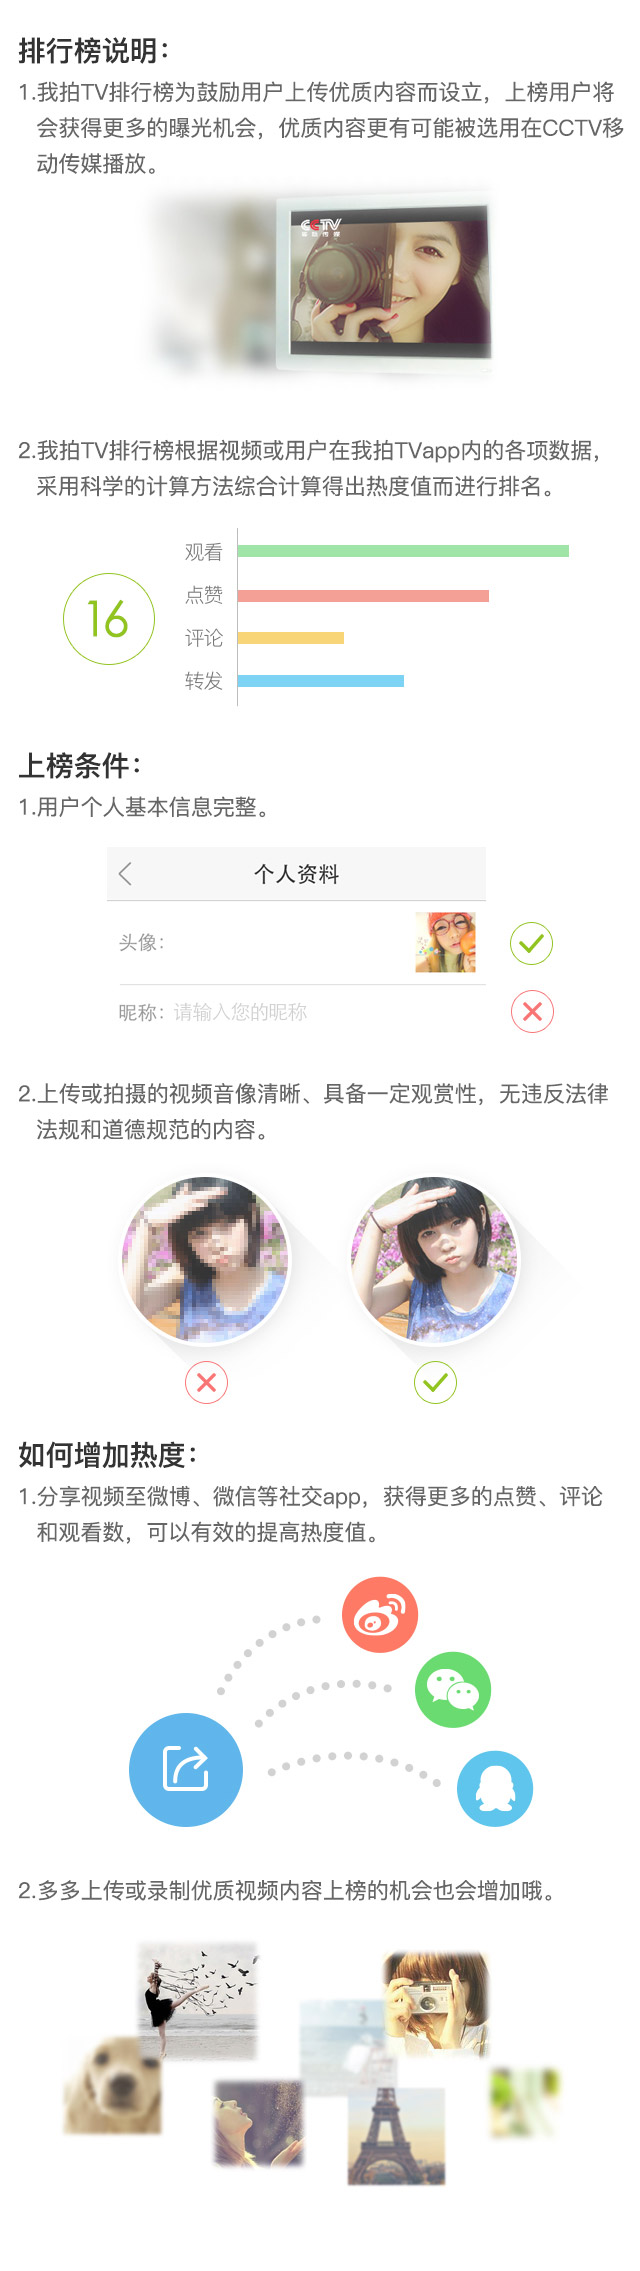 排行榜说明：
1.我拍TV排行榜为鼓励用户上传优质内容而设立，上榜用户将
会获得更多的曝光机会，优质内容更有可能被选用在CCTV移
动传媒播放。
CCTV
2.我拍TV排行榜根据视频或用户在我拍TVapp内的各项数据，
采用科学的计算方法综合计算得出热度值而进行排名。
16
观看
点赞
评论
转发
上榜条件：
1.用户个人基本信息完整。
个人资料
头像：
昵称：请输入您的昵称
2.上传或拍摄的视频音像清晰、具备一定观赏性，无违反法律
法规和道德规范的内容。
如何增加热度：
1.分享视频至微博、微信等社交app，获得更多的点赞、评论
和观看数，可以有效的提高热度值。
2.多多上传或录制优质视频内容上榜的机会也会增加哦。